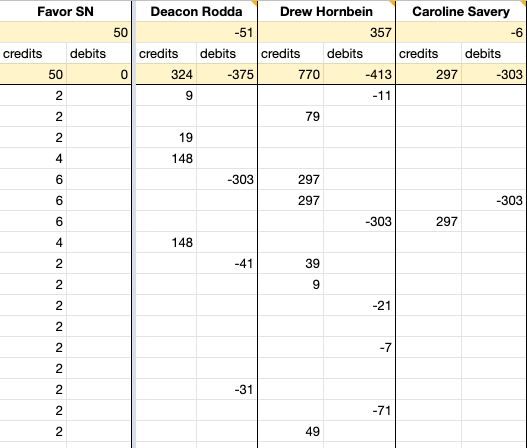 Favor SN Deacon Rodda Drew Hornbein Caroline Savery
50 -51 357 -6
credits debits credits debits credits debits credits debits
50 0 324 -375 770 -413 297 -303
2 9 -11
2 79
2 19
4 148
6 -303 297
6 297 -303
6 -303 297
4 148
2 -41 39
2 9
2 -21
2
2 -7
2
2 -31
2 -71
2 49